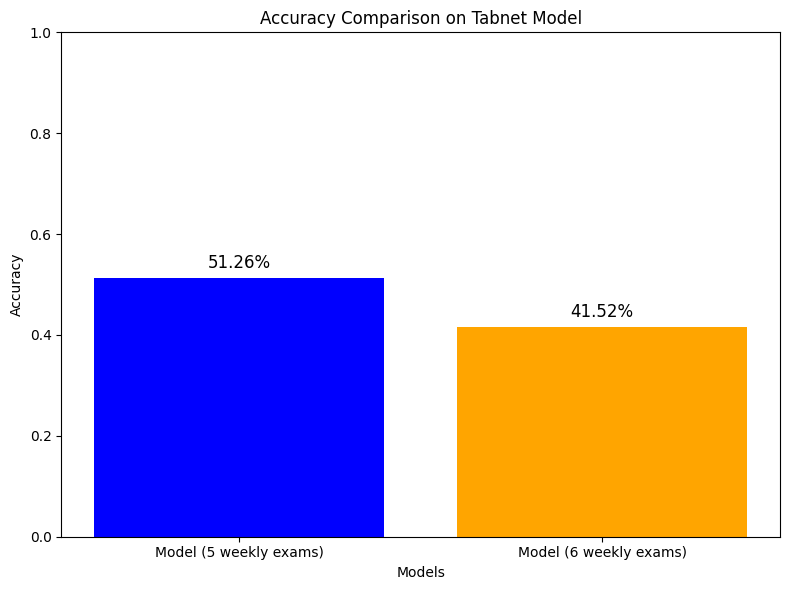 Accuracy Comparison on Tabnet Model
1.0
0.8
0.6
0.4
0.2
0.0
Accuracy
51.26%
41.52%
Model (5 weekly exams)
Model (6 weekly exams)
Models